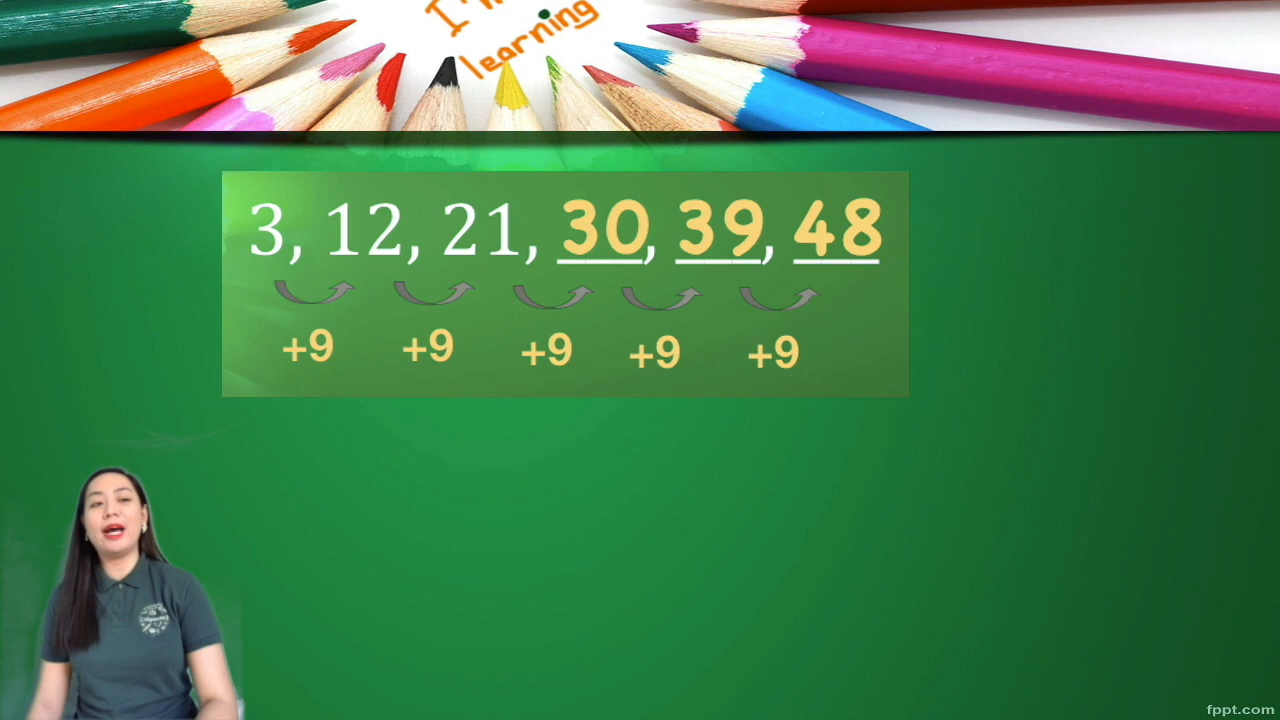 I'm
learning
3, 12, 21, 30, 39, 48
+9 +9 +9 +9 +9
fppt.com